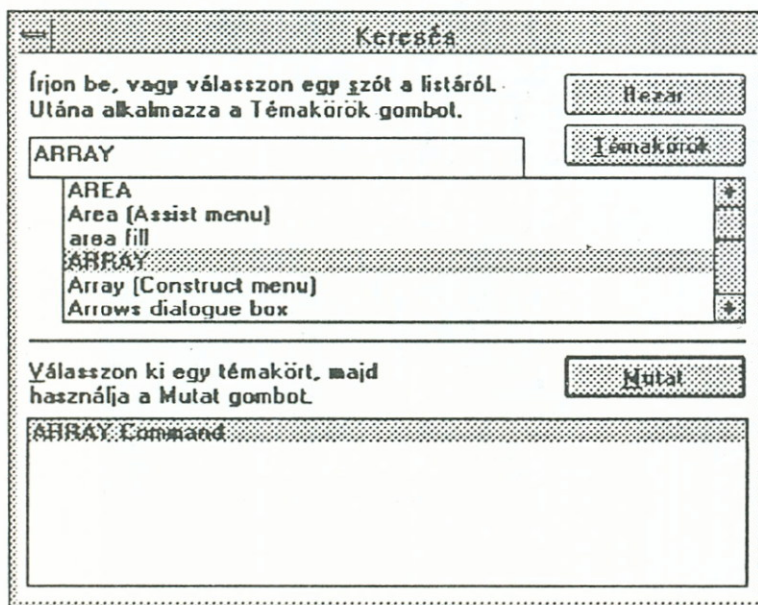 Keresés
Írjon be, vagy válasszon egy szót a listáról.
Utána alkalmazza a Témakörök gombot.
Bezár
Témakörök
ARRAY
AREA
Area (Assist menu)
area fill
ARRAY
Array (Construct menu)
Arrows dialogue box
Válasszon ki egy témakört, majd
használja a Mutat gombot.
Mutat
ARRAY Command